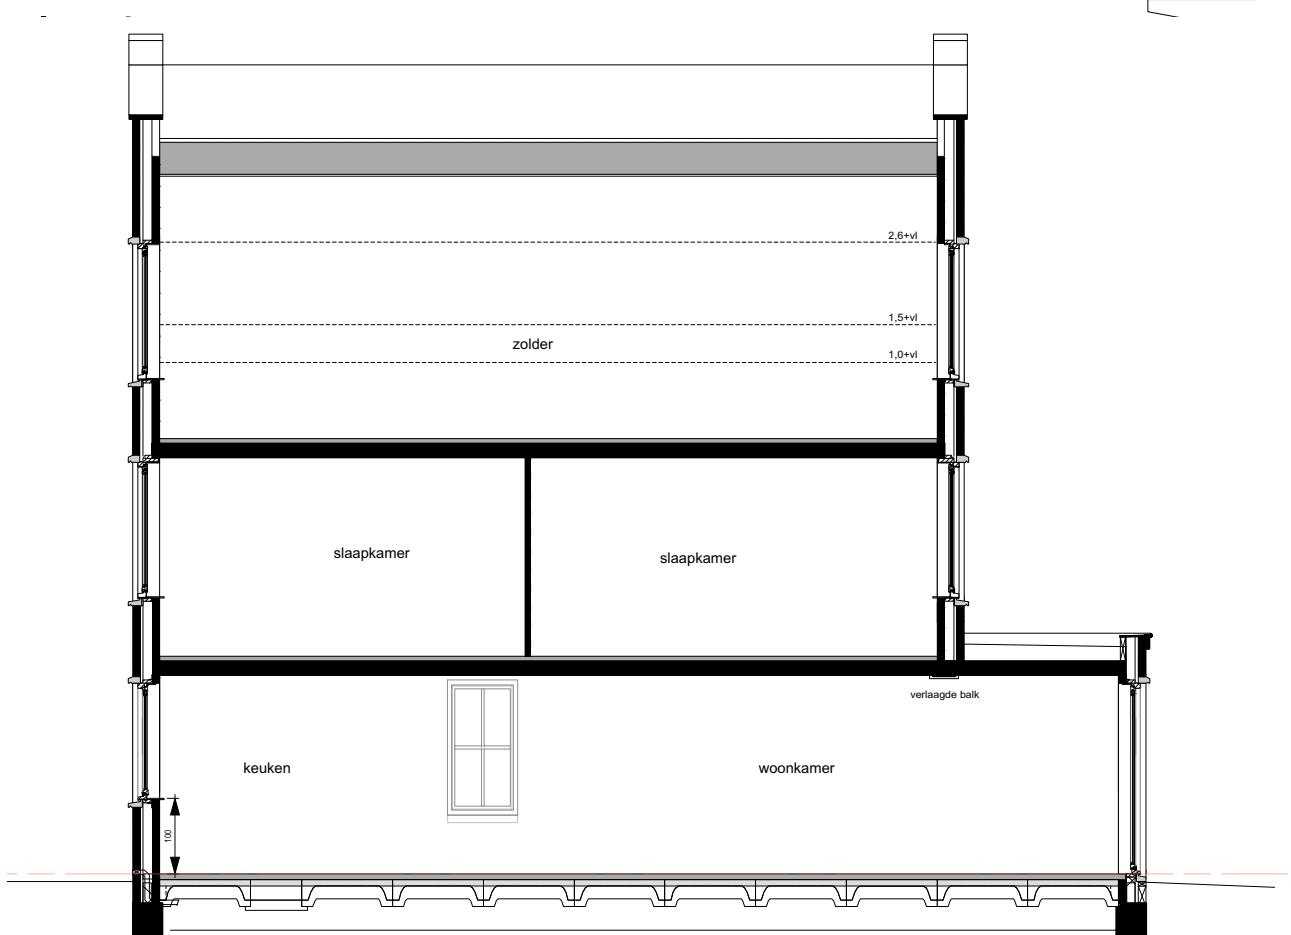 2,6+vl
1,5+vl
zolder
1,0+vl
slaapkamer
slaapkamer
verlaagde balk
keuken
woonkamer
100